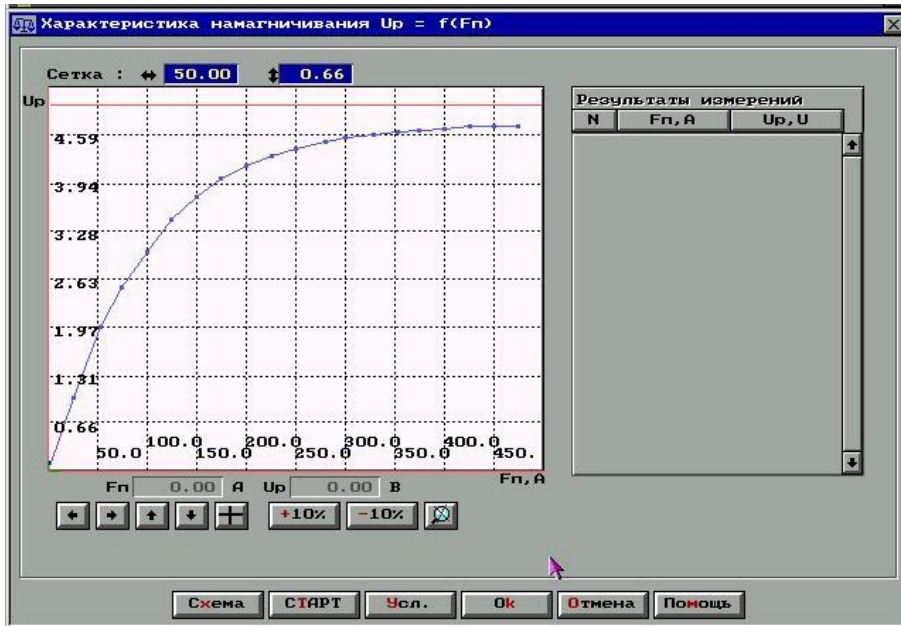 Характеристика намагничивания Up = f(Fп)
Сетка : 50.00 0.66
Up
4.59
3.94
3.28
2.63
1.97
1.31
0.66
50.0 100.0 150.0 200.0 250.0 300.0 350.0 400.0 450.
Fп,А
Результаты измерений
N Fп,А Up,U
Fп 0.00 А Up 0.00 В
+10% -10%
Схема СТАРТ Усл. Ok Отмена Помощь